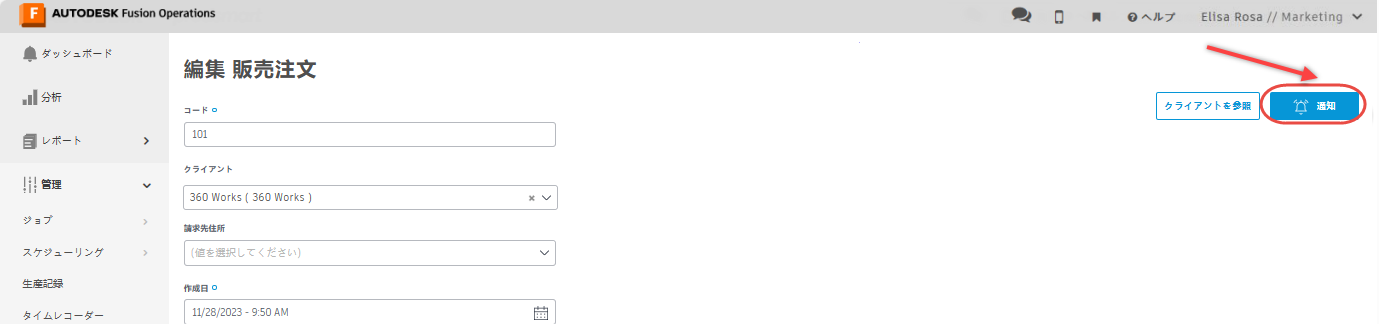 F AUTODESK Fusion Operations
ヘルプ
Elisa Rosa // Marketing
ダッシュボード
分析
レポート
管理
ジョブ
スケジューリング
生産記録
タイムレコーダー
編集 販売注文
クライアントを参照
通知
コード
101
クライアント
360 Works ( 360 Works )
請求先住所
(値を選択してください)
作成日
11/28/2023 - 9:50 AM